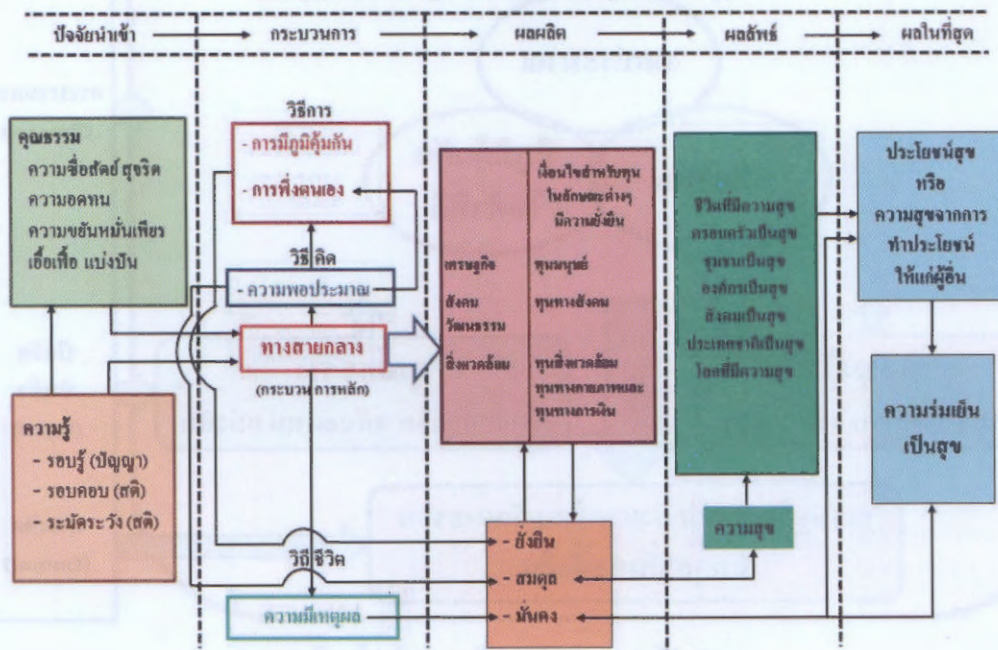 ปัจจัยนำเข้า
กระบวนการ
ผลผลิต
ผลลัพธ์
ผลในที่สุด
คุณธรรม
ความซื่อสัตย์ สุจริต
ความอดทน
ความขยันหมั่นเพียร
เอื้อเฟื้อ แบ่งปัน
ความรู้
- รอบรู้ (ปัญญา)
- รอบคอบ (สติ)
- ระมัดระวัง (สติ)
วิธีการ
- การมีภูมิคุ้มกัน
- การพึ่งตนเอง
วิธีคิด
- ความพอประมาณ
ทางสายกลาง
(กระบวนการหลัก)
วิถีชีวิต
ความมีเหตุผล
เศรษฐกิจ
สังคม
วัฒนธรรม
สิ่งแวดล้อม
เงื่อนไขสำหรับทุน
ในลักษณะต่างๆ
มีความยั่งยืน
ทุนมนุษย์
ทุนทางสังคม
ทุนสิ่งแวดล้อม
ทุนทางกายภาพและ
ทุนทางการเงิน
- ยั่งยืน
- สมดุล
- มั่นคง
ชีวิตที่มีความสุข
ครอบครัวเป็นสุข
ชุมชนเป็นสุข
องค์กรเป็นสุข
สังคมเป็นสุข
ประเทศชาติเป็นสุข
โลกที่มีความสุข
ความสุข
ประโยชน์สุข
หรือ
ความสุขจากการ
ทำประโยชน์
ให้แก่ผู้อื่น
ความร่มเย็น
เป็นสุข